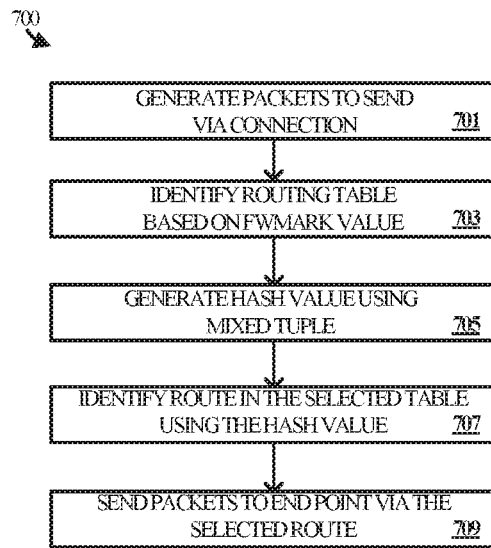 700
GENERATE PACKETS TO SEND
VIA CONNECTION 701
IDENTIFY ROUTING TABLE
BASED ON FWMARK VALUE 703
GENERATE HASH VALUE USING
MIXED TUPLE 705
IDENTIFY ROUTE IN THE SELECTED TABLE
USING THE HASH VALUE 707
SEND PACKETS TO END POINT VIA THE
SELECTED ROUTE 709